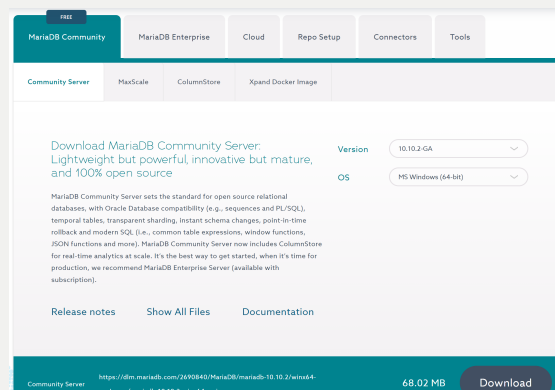 FREE
MariaDB Community
MariaDB Enterprise
Cloud
Repo Setup
Connectors
Tools
Community Server
MaxScale
ColumnStore
Xpand Docker Image
Download MariaDB Community Server:
Lightweight but powerful, innovative but mature,
and 100% open source
Version
10.10.2-GA
OS
MS Windows (64-bit)
MariaDB Community Server sets the standard for open source relational
databases, with Oracle Database compatibility (e.g., sequences and PL/SQL),
temporal tables, transparent sharding, instant schema changes, point-in-time
rollback and modern SQL (i.e., common table expressions, window functions,
JSON functions and more). MariaDB Community Server now includes ColumnStore
for real-time analytics at scale. It's the best way to get started, when it's time for
production, we recommend MariaDB Enterprise Server (available with
subscription).
Release notes
Show All Files
Documentation
https://dlm.mariadb.com/2690840/MariaDB/mariadb-10.10.2/winx64-
Community Server
68.02 MB
Download